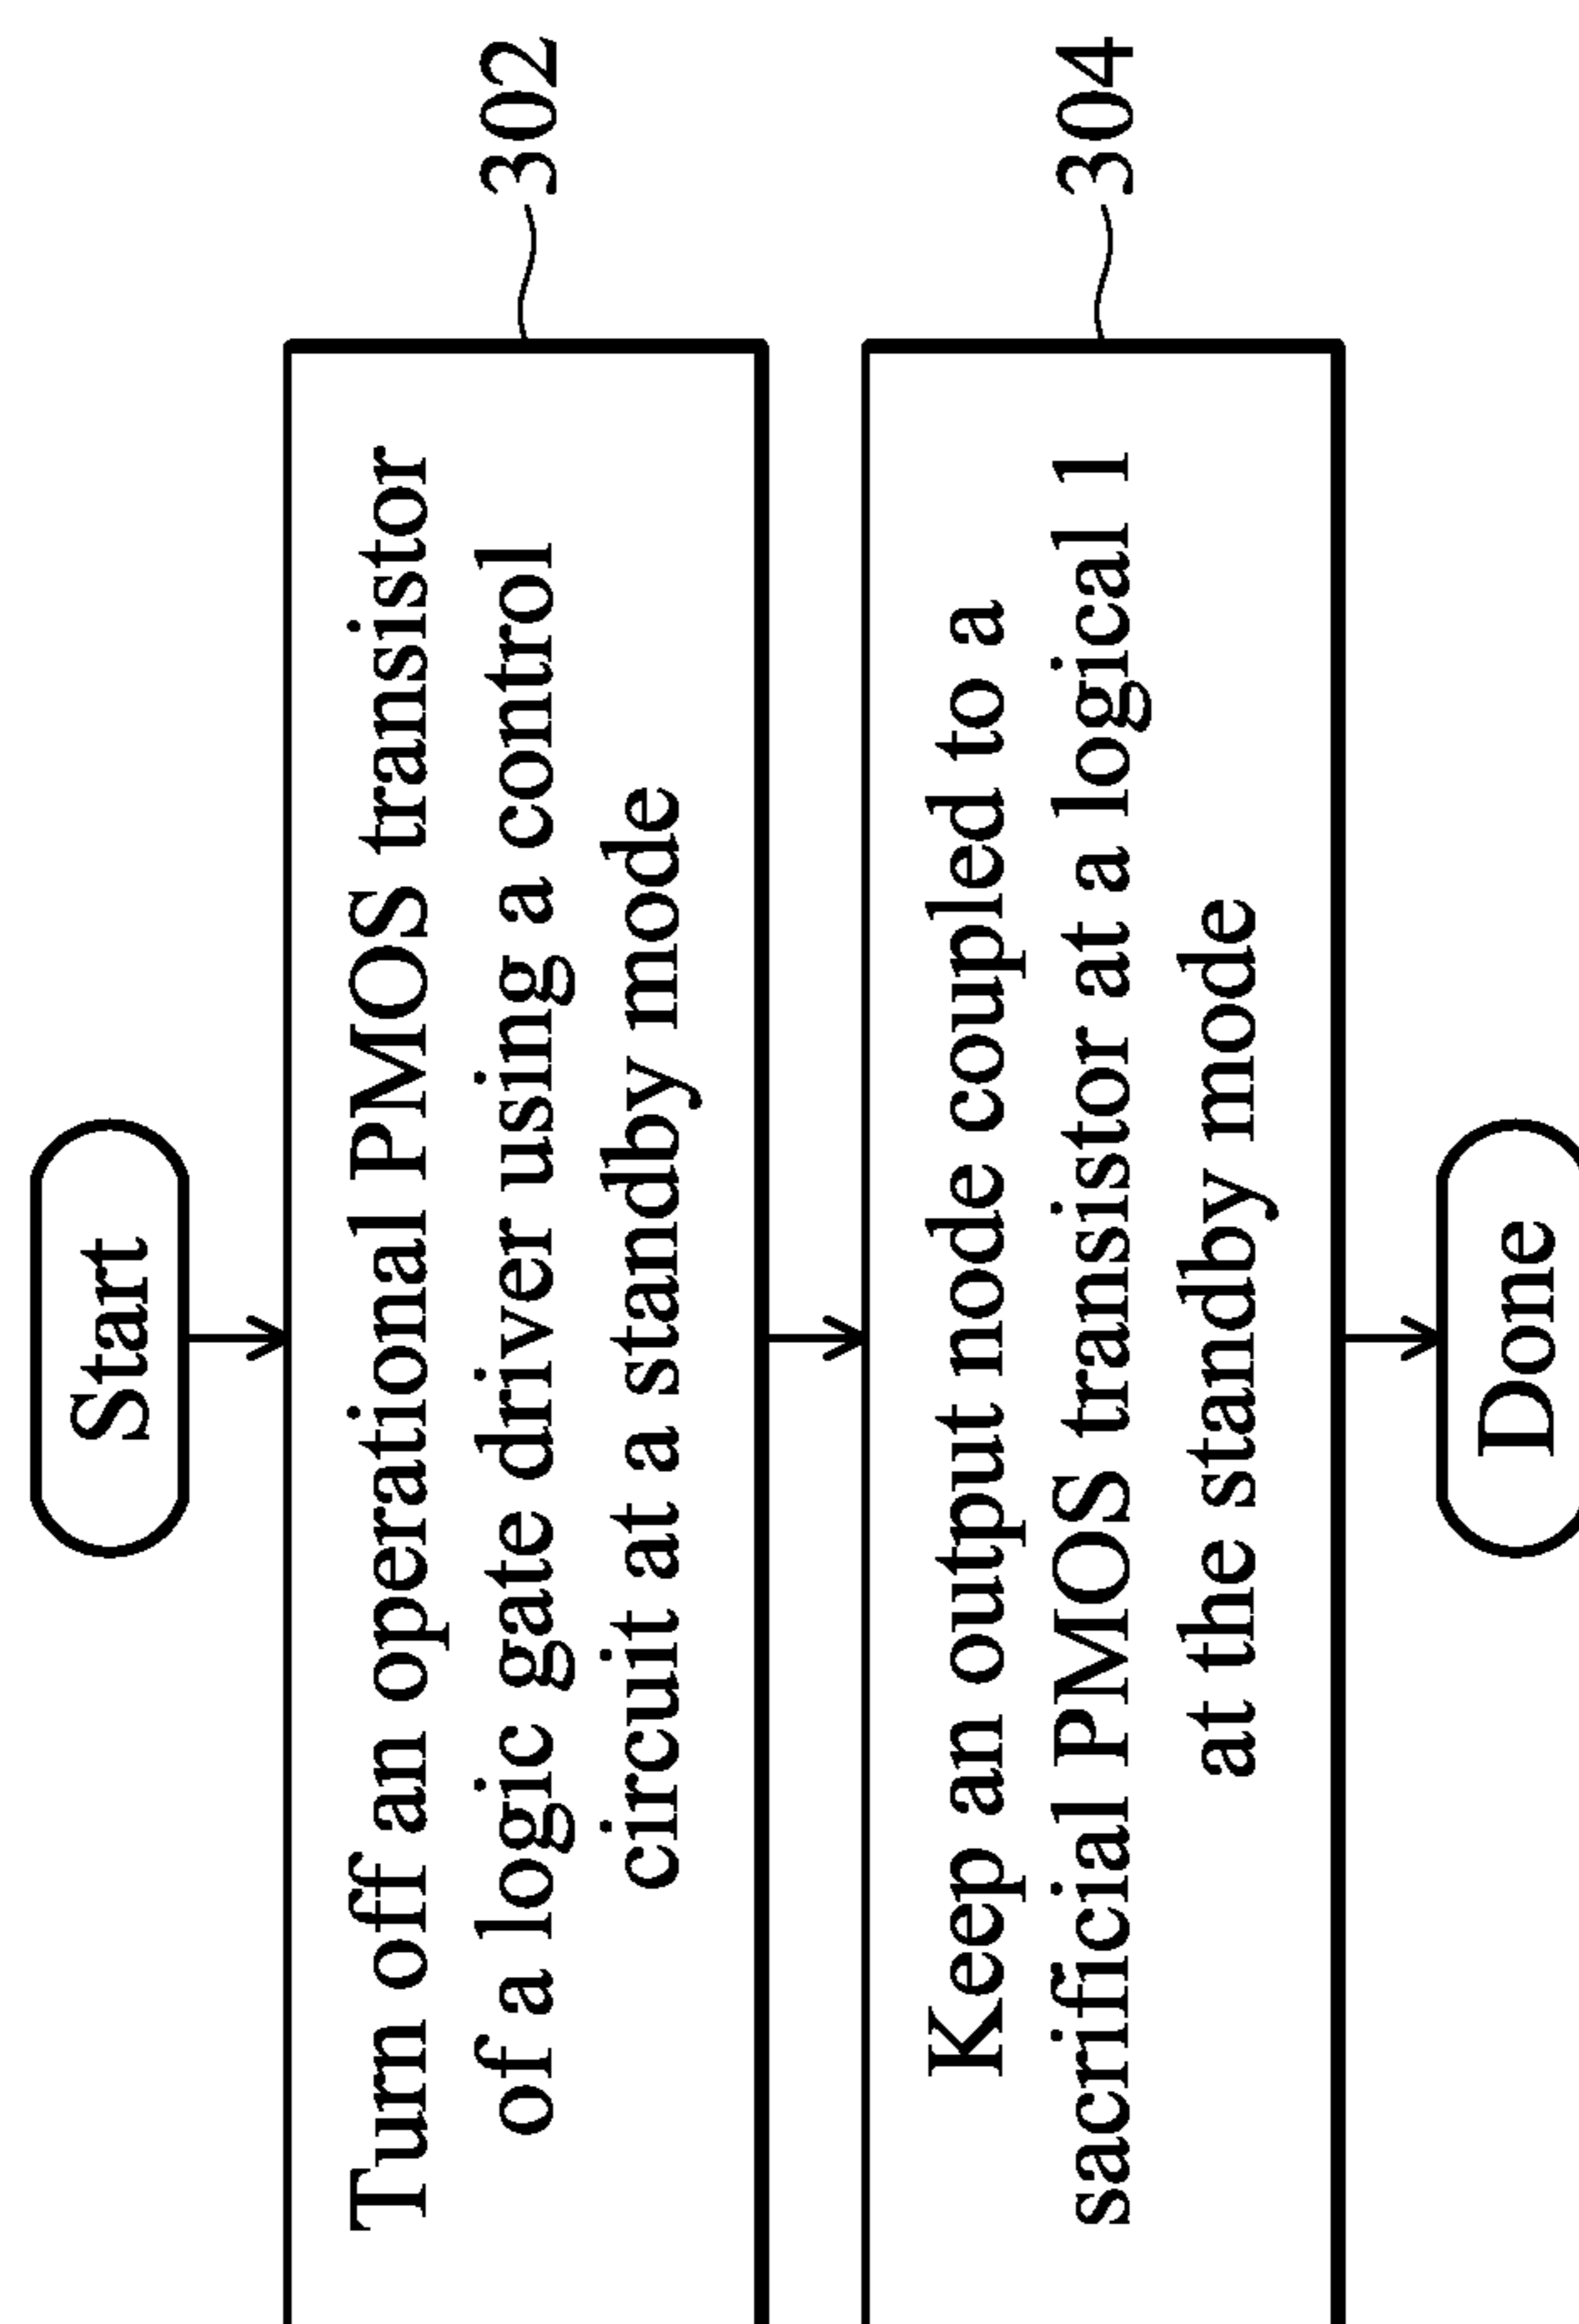 Start
Turn off an operational PMOS transistor
of a logic gate driver using a control
circuit at a standby mode
302
Keep an output node coupled to a
sacrificial PMOS transistor at a logical 1
at the standby mode
304
Done